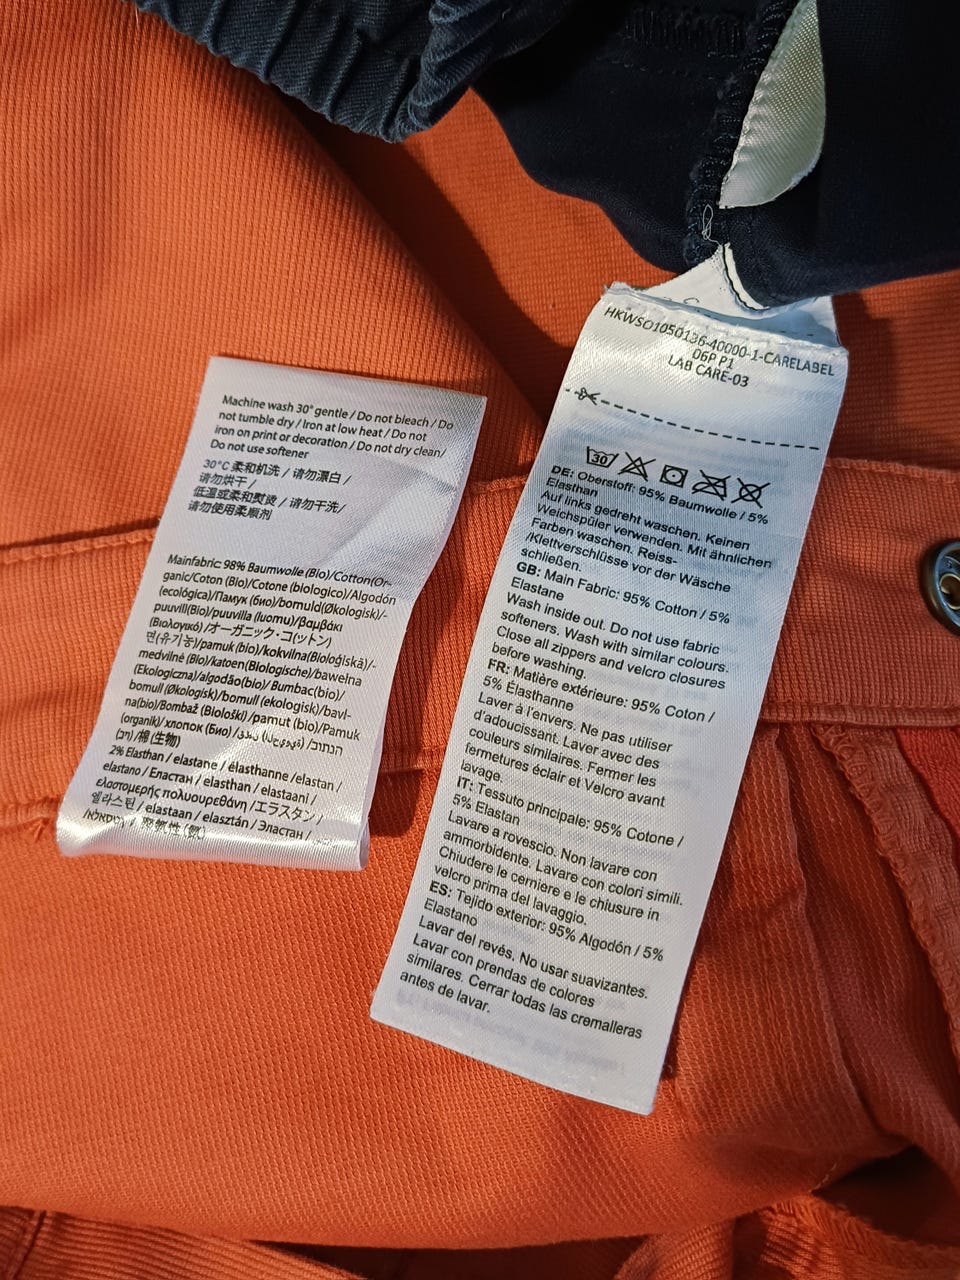 Machine wash 30° gentle / Do not bleach / Do
not tumble dry / Iron at low heat / Do not
iron on print or decoration / Do not dry clean/
Do not use softener
30°C 柔和机洗 / 请勿漂白 /
请勿烘干 /
低温或柔和熨烫 / 请勿干洗/
请勿使用柔顺剂
Mainfabric 98% Baumwolle (Bio)/Cotton(Or-
ganic/Coton (Bio)/Cotone (biologico)/Algodón
(ecológica)/Памук (био)/bomuld(Økologisk)/-
puuvill(Bio)/puuvilla (luomu)/βαμβάκι
(Βιολογικό) /オーガニック・コ(ットン)
면(유기농)/pamuk (bio)/kokvilna(Bioloģiskā)/-
medvilnė (Bio)/katoen(Biologische)/bawełna
(Ekologiczna)/algodão(bio)/ Bumbac(bio)/
bomull (Økologisk)/bomull (ekologisk)/bavl-
na(bio)/Bombaž (Biološki)/ pamut (bio)/Pamuk
(organik)/хлопок (Био) /
/棉 (生物)
2% Elasthan / elastane / élasthanne /elastan /
elastano / Еластан / elasthan / elastaani /
ελαστομερής πολυουρεθάνη /エラスタン /
엘라스틴 / elastaan / elasztán / Эластан /
HKWSO1050136-40000-1-CARELABEL
06P P1
LAB CARE-03
30
DE: Oberstoff: 95% Baumwolle / 5%
Elasthan
Auf links gedreht waschen. Keinen
Weichspüler verwenden. Mit ähnlichen
Farben waschen. Reiss-
/Klettverschlüsse vor der Wäsche
schließen.
GB: Main Fabric: 95% Cotton / 5%
Elastane
Wash inside out. Do not use fabric
softeners. Wash with similar colours.
Close all zippers and velcro closures
before washing.
FR: Matière extérieure: 95% Coton /
5% Élasthanne
Laver à l'envers. Ne pas utiliser
d'adoucissant. Laver avec des
couleurs similaires. Fermer les
fermetures éclair et Velcro avant
lavage.
IT: Tessuto principale: 95% Cotone /
5% Elastan
Lavare a rovescio. Non lavare con
ammorbidente. Lavare con colori simili.
Chiudere le cerniere e le chiusure in
velcro prima del lavaggio.
ES: Tejido exterior: 95% Algodón / 5%
Elastano
Lavar del revés. No usar suavizantes.
Lavar con prendas de colores
similares. Cerrar todas las cremalleras
antes de lavar.